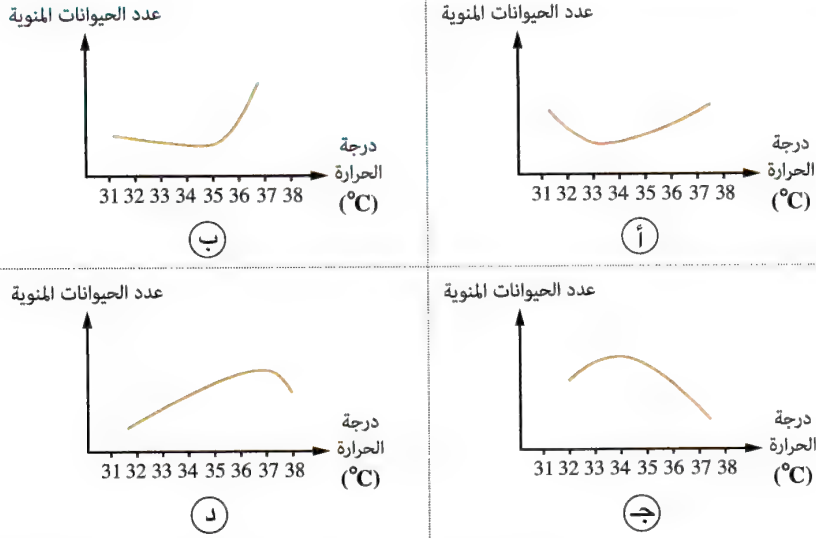 عدد الحيوانات المنوية
درجة
الحرارة
(°C)
31 32 33 34 35 36 37 38
أ
عدد الحيوانات المنوية
درجة
الحرارة
(°C)
31 32 33 34 35 36 37 38
ب
عدد الحيوانات المنوية
درجة
الحرارة
(°C)
31 32 33 34 35 36 37 38
جـ
عدد الحيوانات المنوية
درجة
الحرارة
(°C)
31 32 33 34 35 36 37 38
د